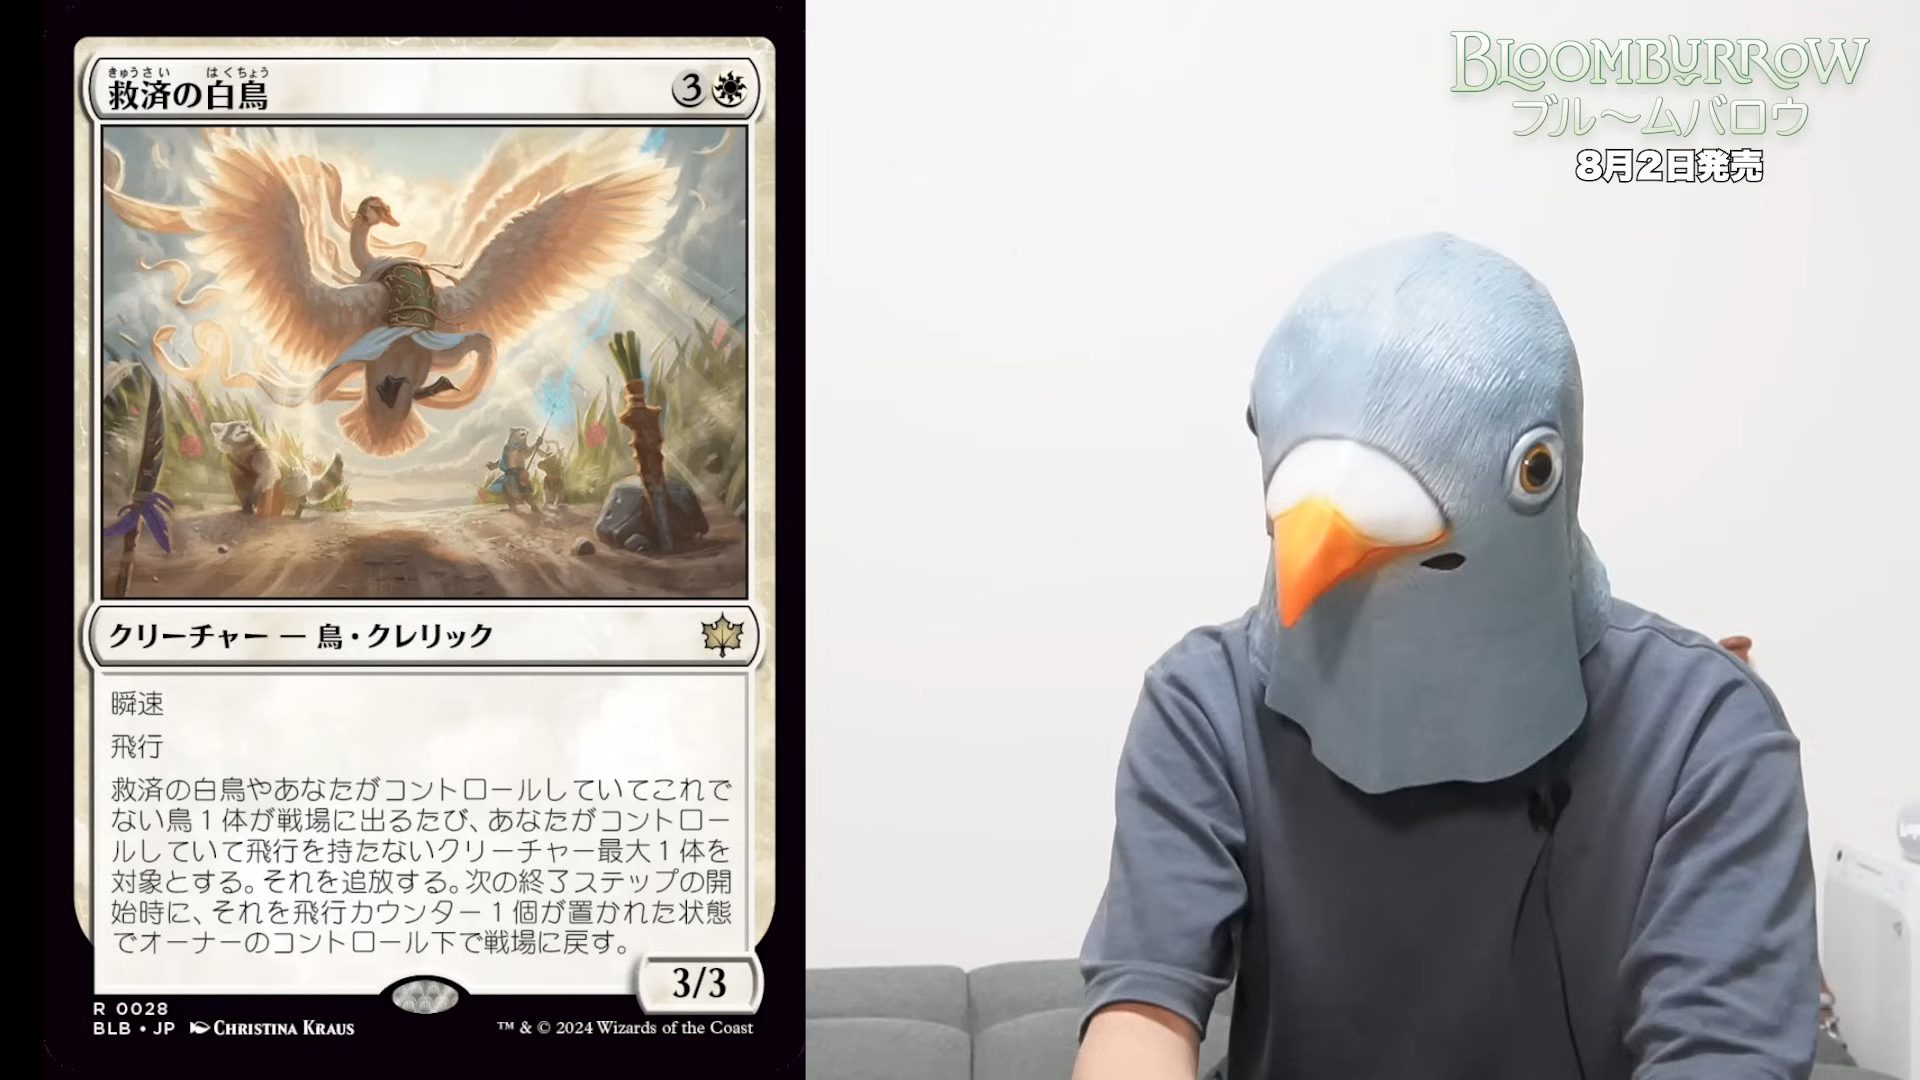 きゅうさい はくちょう
救済の白鳥
3
クリーチャー — 鳥・クレリック
瞬速
飛行
救済の白鳥やあなたがコントロールしていてこれで
ない鳥1体が戦場に出るたび、あなたがコントロー
ルしていて飛行を持たないクリーチャー最大1体を
対象とする。それを追放する。次の終了ステップの開
始時に、それを飛行カウンター1個が置かれた状態
でオーナーのコントロール下で戦場に戻す。
3/3
R 0028
BLB • JP CHRISTINA KRAUS
™ & © 2024 Wizards of the Coast
BLOOMBURROW
ブルームバロウ
8月2日発売